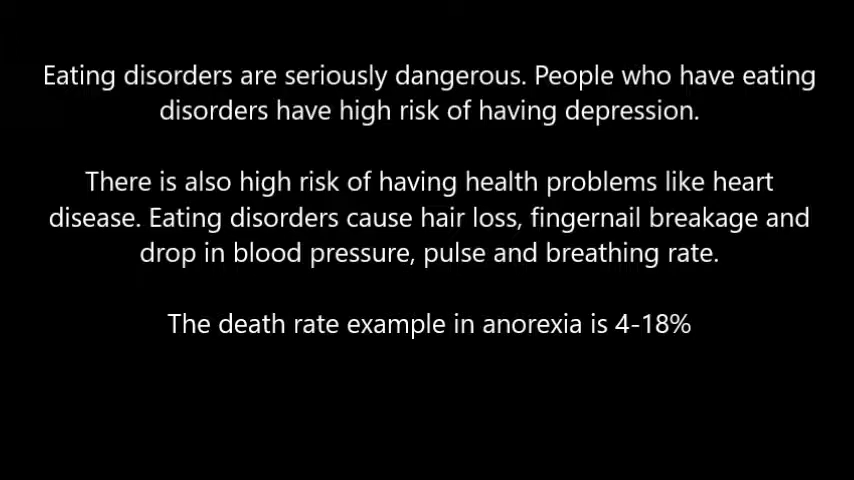 Eating disorders are seriously dangerous. People who have eating
disorders have high risk of having depression.
There is also high risk of having health problems like heart
disease. Eating disorders cause hair loss, fingernail breakage and
drop in blood pressure, pulse and breathing rate.
The death rate example in anorexia is 4-18%